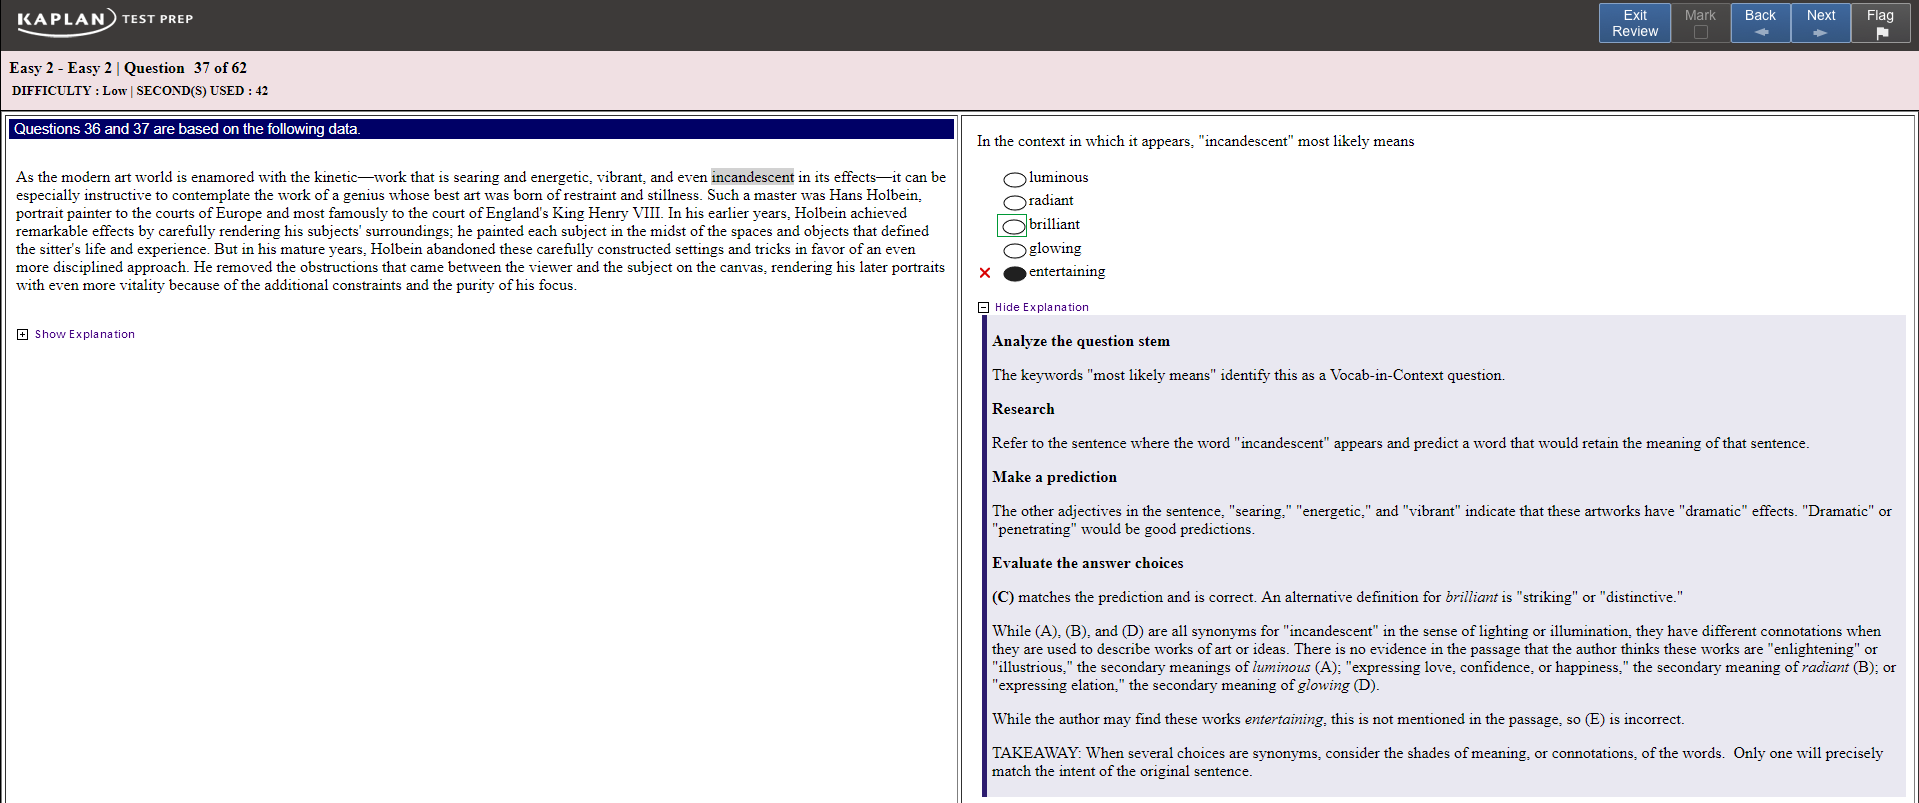 KAPLAN TEST PREP
Exit Review
Mark
Back
Next
Flag
Easy 2 - Easy 2 | Question 37 of 62
DIFFICULTY : Low | SECOND(S) USED : 42
Questions 36 and 37 are based on the following data.
As the modern art world is enamored with the kinetic—work that is searing and energetic, vibrant, and even incandescent in its effects—it can be
especially instructive to contemplate the work of a genius whose best art was born of restraint and stillness. Such a master was Hans Holbein,
portrait painter to the courts of Europe and most famously to the court of England's King Henry VIII. In his earlier years, Holbein achieved
remarkable effects by carefully rendering his subjects' surroundings; he painted each subject in the midst of the spaces and objects that defined
the sitter's life and experience. But in his mature years, Holbein abandoned these carefully constructed settings and tricks in favor of an even
more disciplined approach. He removed the obstructions that came between the viewer and the subject on the canvas, rendering his later portraits
with even more vitality because of the additional constraints and the purity of his focus.
Show Explanation
In the context in which it appears, "incandescent" most likely means
luminous
radiant
brilliant
glowing
entertaining
Hide Explanation
Analyze the question stem
The keywords "most likely means" identify this as a Vocab-in-Context question.
Research
Refer to the sentence where the word "incandescent" appears and predict a word that would retain the meaning of that sentence.
Make a prediction
The other adjectives in the sentence, "searing," "energetic," and "vibrant" indicate that these artworks have "dramatic" effects. "Dramatic" or
"penetrating" would be good predictions.
Evaluate the answer choices
(C) matches the prediction and is correct. An alternative definition for brilliant is "striking" or "distinctive."
While (A), (B), and (D) are all synonyms for "incandescent" in the sense of lighting or illumination, they have different connotations when
they are used to describe works of art or ideas. There is no evidence in the passage that the author thinks these works are "enlightening" or
"illustrious," the secondary meanings of luminous (A); "expressing love, confidence, or happiness," the secondary meaning of radiant (B); or
"expressing elation," the secondary meaning of glowing (D).
While the author may find these works entertaining, this is not mentioned in the passage, so (E) is incorrect.
TAKEAWAY: When several choices are synonyms, consider the shades of meaning, or connotations, of the words. Only one will precisely
match the intent of the original sentence.